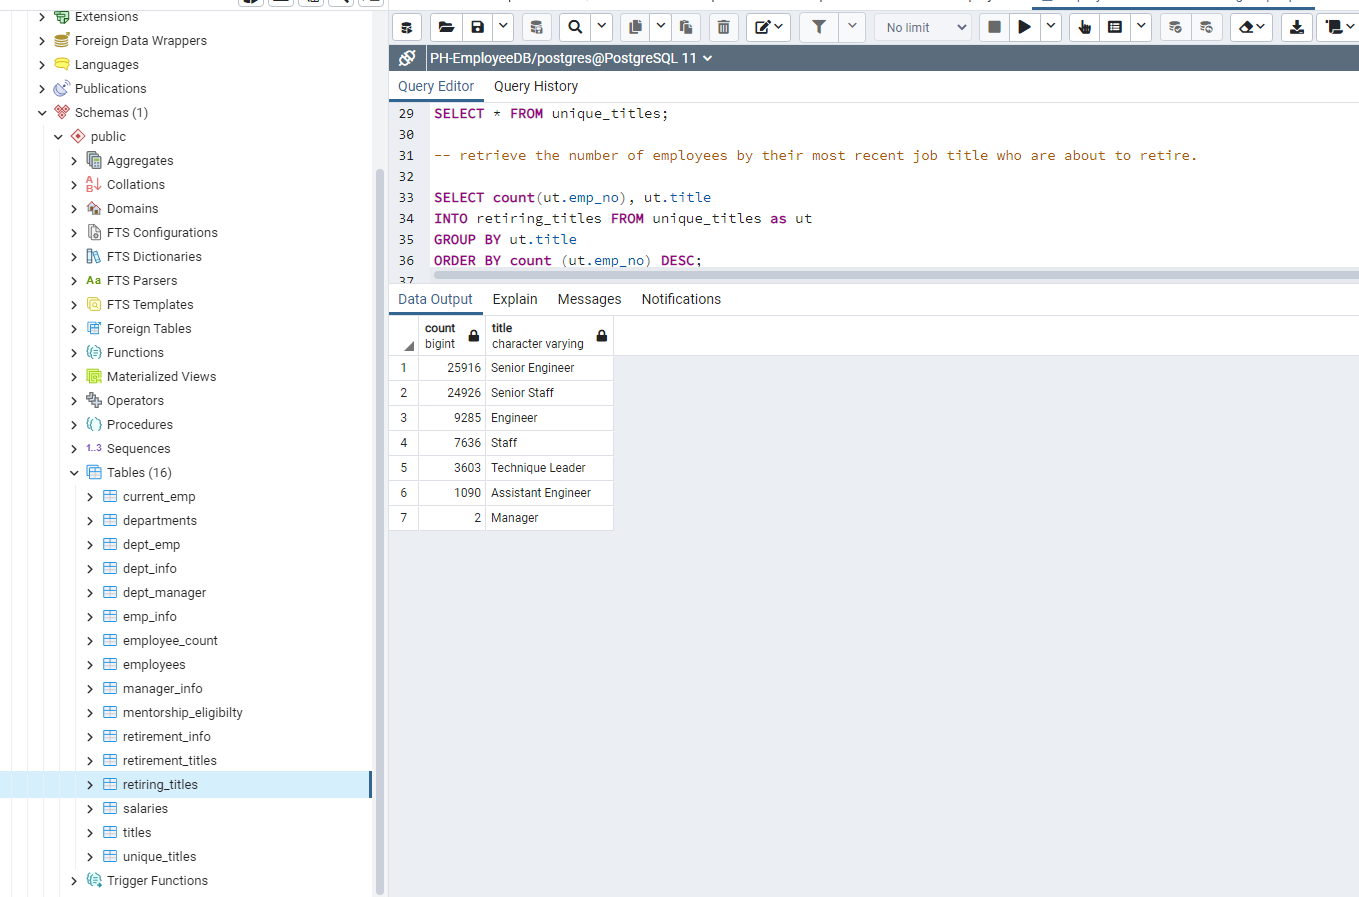 Extensions
Foreign Data Wrappers
Languages
Publications
Schemas (1)
public
Aggregates
Collations
Domains
FTS Configurations
FTS Dictionaries
Aa FTS Parsers
FTS Templates
Foreign Tables
Functions
Materialized Views
Operators
Procedures
1..3 Sequences
Tables (16)
current_emp
departments
dept_emp
dept_info
dept_manager
emp_info
employee_count
employees
manager_info
mentorship_eligibilty
retirement_info
retirement_titles
retiring_titles
salaries
titles
unique_titles
Trigger Functions
No limit
PH-EmployeeDB/postgres@PostgreSQL 11
Query Editor Query History
29 SELECT * FROM unique_titles;
30
31 -- retrieve the number of employees by their most recent job title who are about to retire.
32
33 SELECT count(ut.emp_no), ut.title
34 INTO retiring_titles FROM unique_titles as ut
35 GROUP BY ut.title
36 ORDER BY count (ut.emp_no) DESC;
37
Data Output Explain Messages Notifications
count title
bigint character varying
1 25916 Senior Engineer
2 24926 Senior Staff
3 9285 Engineer
4 7636 Staff
5 3603 Technique Leader
6 1090 Assistant Engineer
7 2 Manager